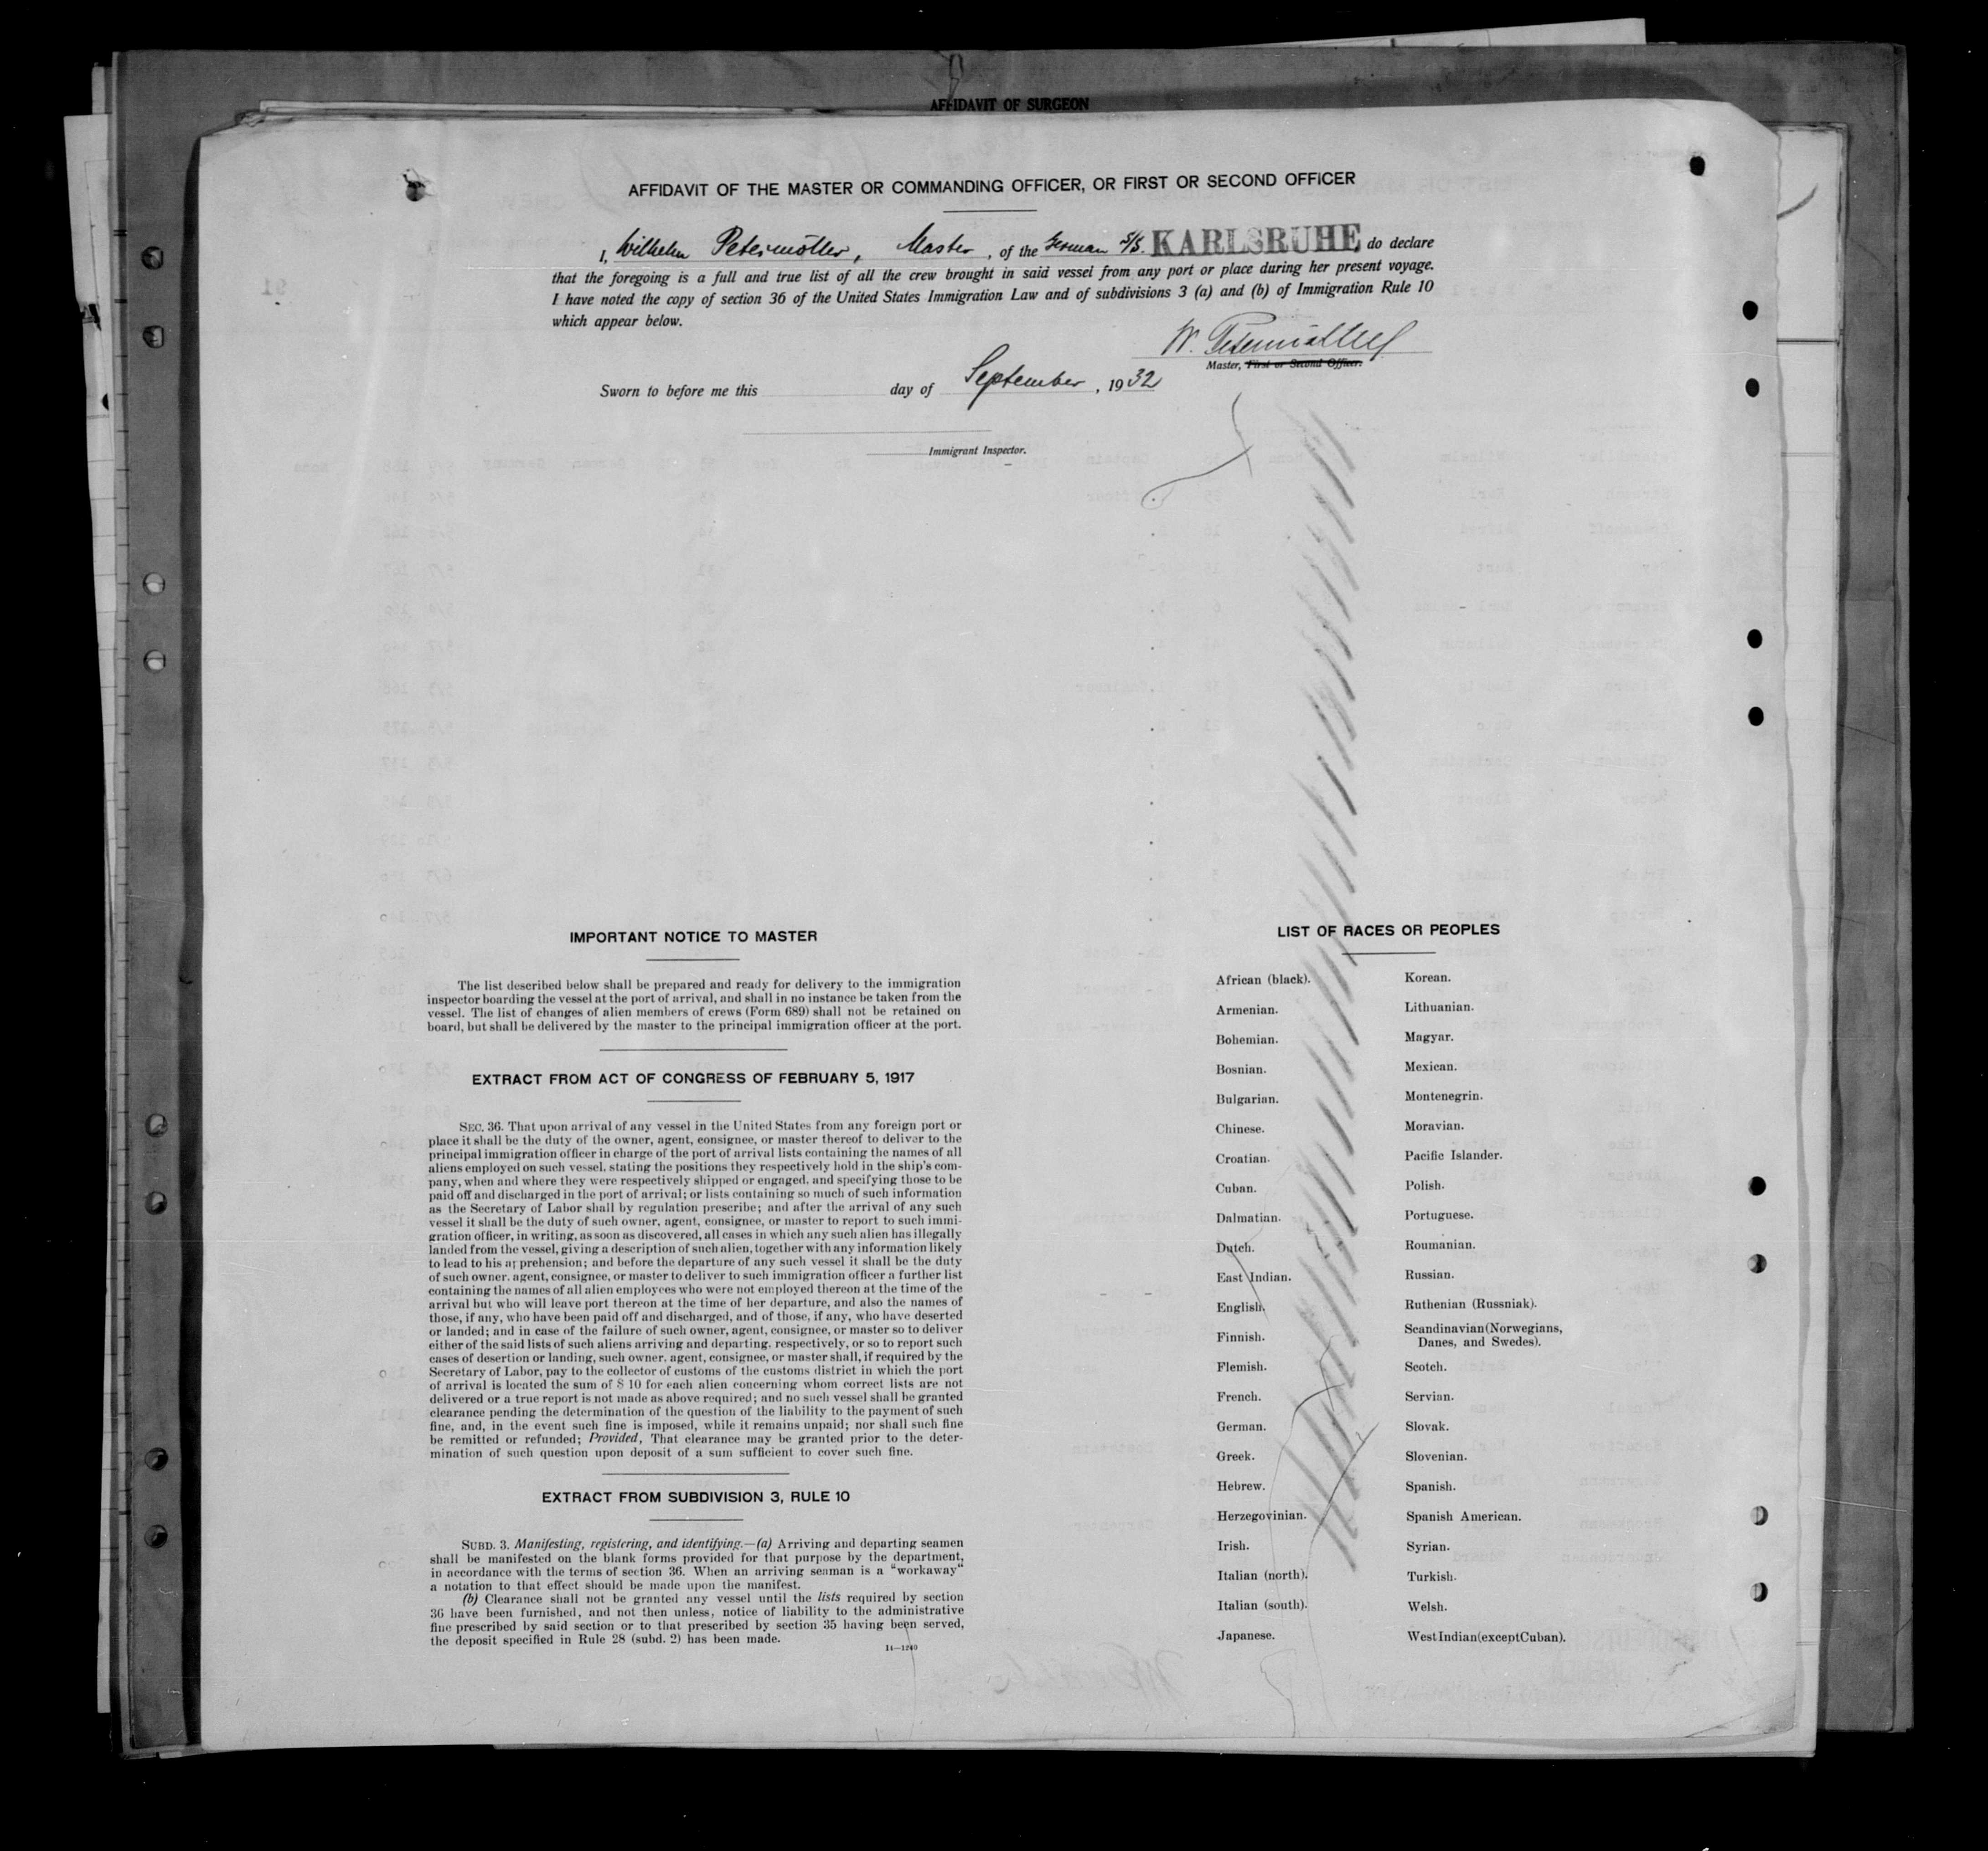 AFFIDAVIT OF SURGEON
AFFIDAVIT OF THE MASTER OR COMMANDING OFFICER, OR FIRST OR SECOND OFFICER
I, Wilhelm Petermöller, Master, of the German S/S. KARLSRUHE, do declare
that the foregoing is a full and true list of all the crew brought in said vessel from any port or place during her present voyage.
I have noted the copy of section 36 of the United States Immigration Law and of subdivisions 3 (a) and (b) of Immigration Rule 10
which appear below.
W. Petermöller
Master, First or Second Officer.
Sworn to before me this day of September, 1932
Immigrant Inspector.
IMPORTANT NOTICE TO MASTER
The list described below shall be prepared and ready for delivery to the immigration
inspector boarding the vessel at the port of arrival, and shall in no instance be taken from the
vessel. The list of changes of alien members of crews (Form 689) shall not be retained on
board, but shall be delivered by the master to the principal immigration officer at the port.
EXTRACT FROM ACT OF CONGRESS OF FEBRUARY 5, 1917
SEC. 36. That upon arrival of any vessel in the United States from any foreign port or
place it shall be the duty of the owner, agent, consignee, or master thereof to deliver to the
principal immigration officer in charge of the port of arrival lists containing the names of all
aliens employed on such vessel, stating the positions they respectively hold in the ship's com-
pany, when and where they were respectively shipped or engaged, and specifying those to be
paid off and discharged in the port of arrival; or lists containing so much of such information
as the Secretary of Labor shall by regulation prescribe; and after the arrival of any such
vessel it shall be the duty of such owner, agent, consignee, or master to report to such immi-
gration officer, in writing, as soon as discovered, all cases in which any such alien has illegally
landed from the vessel, giving a description of such alien, together with any information likely
to lead to his apprehension; and before the departure of any such vessel it shall be the duty
of such owner, agent, consignee, or master to deliver to such immigration officer a further list
containing the names of all alien employees who were not employed thereon at the time of the
arrival but who will leave port thereon at the time of her departure, and also the names of
those, if any, who have been paid off and discharged, and of those, if any, who have deserted
or landed; and in case of the failure of such owner, agent, consignee, or master so to deliver
either of the said lists of such aliens arriving and departing, respectively, or so to report such
cases of desertion or landing, such owner, agent, consignee, or master shall, if required by the
Secretary of Labor, pay to the collector of customs of the customs district in which the port
of arrival is located the sum of $ 10 for each alien concerning whom correct lists are not
delivered or a true report is not made as above required; and no such vessel shall be granted
clearance pending the determination of the question of the liability to the payment of such
fine, and, in the event such fine is imposed, while it remains unpaid; nor shall such fine
be remitted or refunded; Provided, That clearance may be granted prior to the deter-
mination of such question upon deposit of a sum sufficient to cover such fine.
EXTRACT FROM SUBDIVISION 3, RULE 10
SUBD. 3. Manifesting, registering, and identifying.—(a) Arriving and departing seamen
shall be manifested on the blank forms provided for that purpose by the department,
in accordance with the terms of section 36. When an arriving seaman is a “workaway“
a notation to that effect should be made upon the manifest.
(b) Clearance shall not be granted any vessel until the lists required by section
36 have been furnished, and not then unless, notice of liability to the administrative
fine prescribed by said section or to that prescribed by section 35 having been served,
the deposit specified in Rule 28 (subd. 2) has been made.
14—1240
LIST OF RACES OR PEOPLES
African (black).
Armenian.
Bohemian.
Bosnian.
Bulgarian.
Chinese.
Croatian.
Cuban.
Dalmatian.
Dutch.
East Indian.
English.
Finnish.
Flemish.
French.
German.
Greek.
Hebrew.
Herzegovinian.
Irish.
Italian (north).
Italian (south).
Japanese.
Korean.
Lithuanian.
Magyar.
Mexican.
Montenegrin.
Moravian.
Pacific Islander.
Polish.
Portuguese.
Roumanian.
Russian.
Ruthenian (Russniak).
Scandinavian (Norwegians,
Danes, and Swedes).
Scotch.
Servian.
Slovak.
Slovenian.
Spanish.
Spanish American.
Syrian.
Turkish.
Welsh.
West Indian (except Cuban).